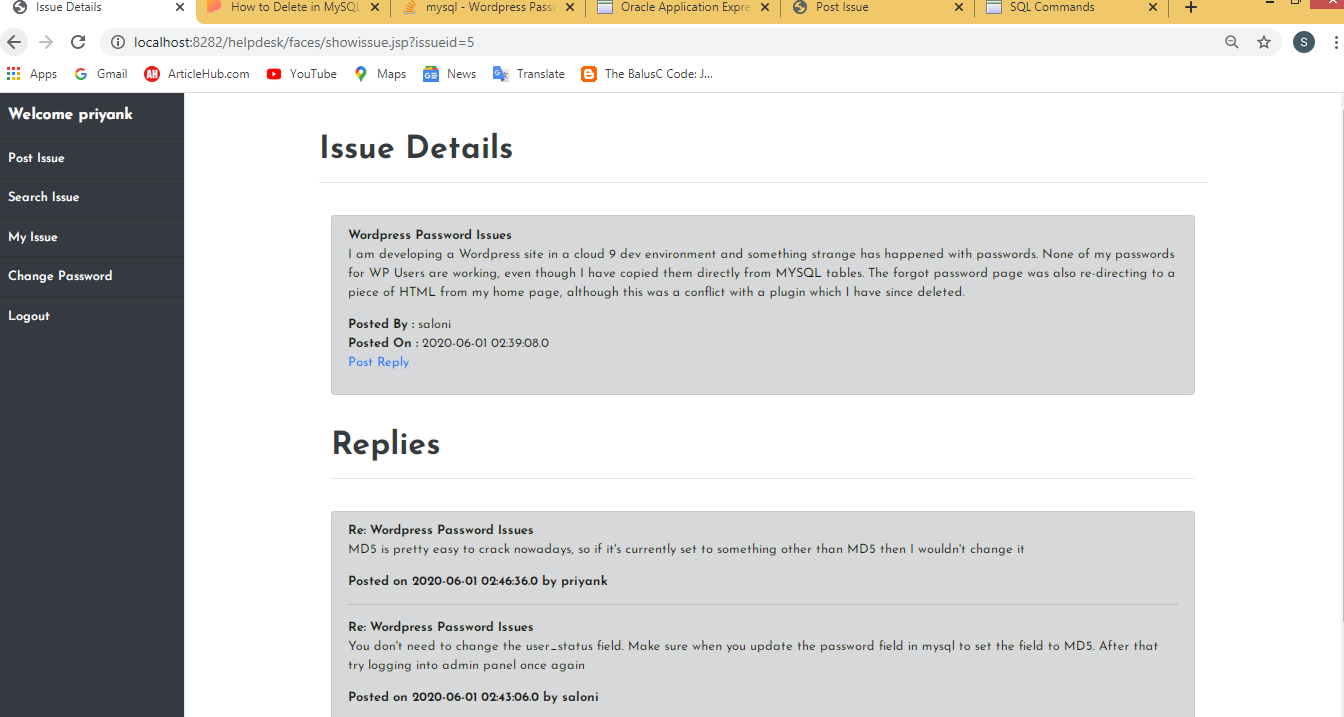 Issue Details
How to Delete in MySQL
mysql - Wordpress Passw
Oracle Application Expre
Post Issue
SQL Commands
localhost:8282/helpdesk/faces/showissue.jsp?issueid=5
S
Apps
Gmail
AH
ArticleHub.com
YouTube
Maps
News
Translate
The BalusC Code: J...
Welcome priyank
Post Issue
Search Issue
My Issue
Change Password
Logout
Issue Details
Wordpress Password Issues
I am developing a Wordpress site in a cloud 9 dev environment and something strange has happened with passwords. None of my passwords
for WP Users are working, even though I have copied them directly from MYSQL tables. The forgot password page was also re-directing to a
piece of HTML from my home page, although this was a conflict with a plugin which I have since deleted.
Posted By : saloni
Posted On : 2020-06-01 02:39:08.0
Post Reply
Replies
Re: Wordpress Password Issues
MD5 is pretty easy to crack nowadays, so if it's currently set to something other than MD5 then I wouldn't change it
Posted on 2020-06-01 02:46:36.0 by priyank
Re: Wordpress Password Issues
You don't need to change the user_status field. Make sure when you update the password field in mysql to set the field to MD5. After that
try logging into admin panel once again
Posted on 2020-06-01 02:43:06.0 by saloni